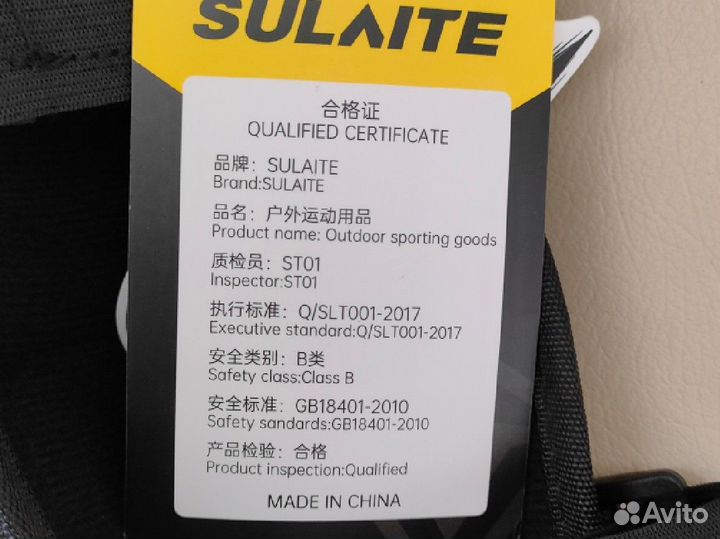 SULAITE
合格证
QUALIFIED CERTIFICATE
品牌：SULAITE
Brand:SULAITE
品名：户外运动用品
Product name: Outdoor sporting goods
质检员：ST01
Inspector:ST01
执行标准：Q/SLT001-2017
Executive standard:Q/SLT001-2017
安全类别：B类
Safety class:Class B
安全标准：GB18401-2010
Safety sandards:GB18401-2010
产品检验：合格
Product inspection:Qualified
MADE IN CHINA
Avito